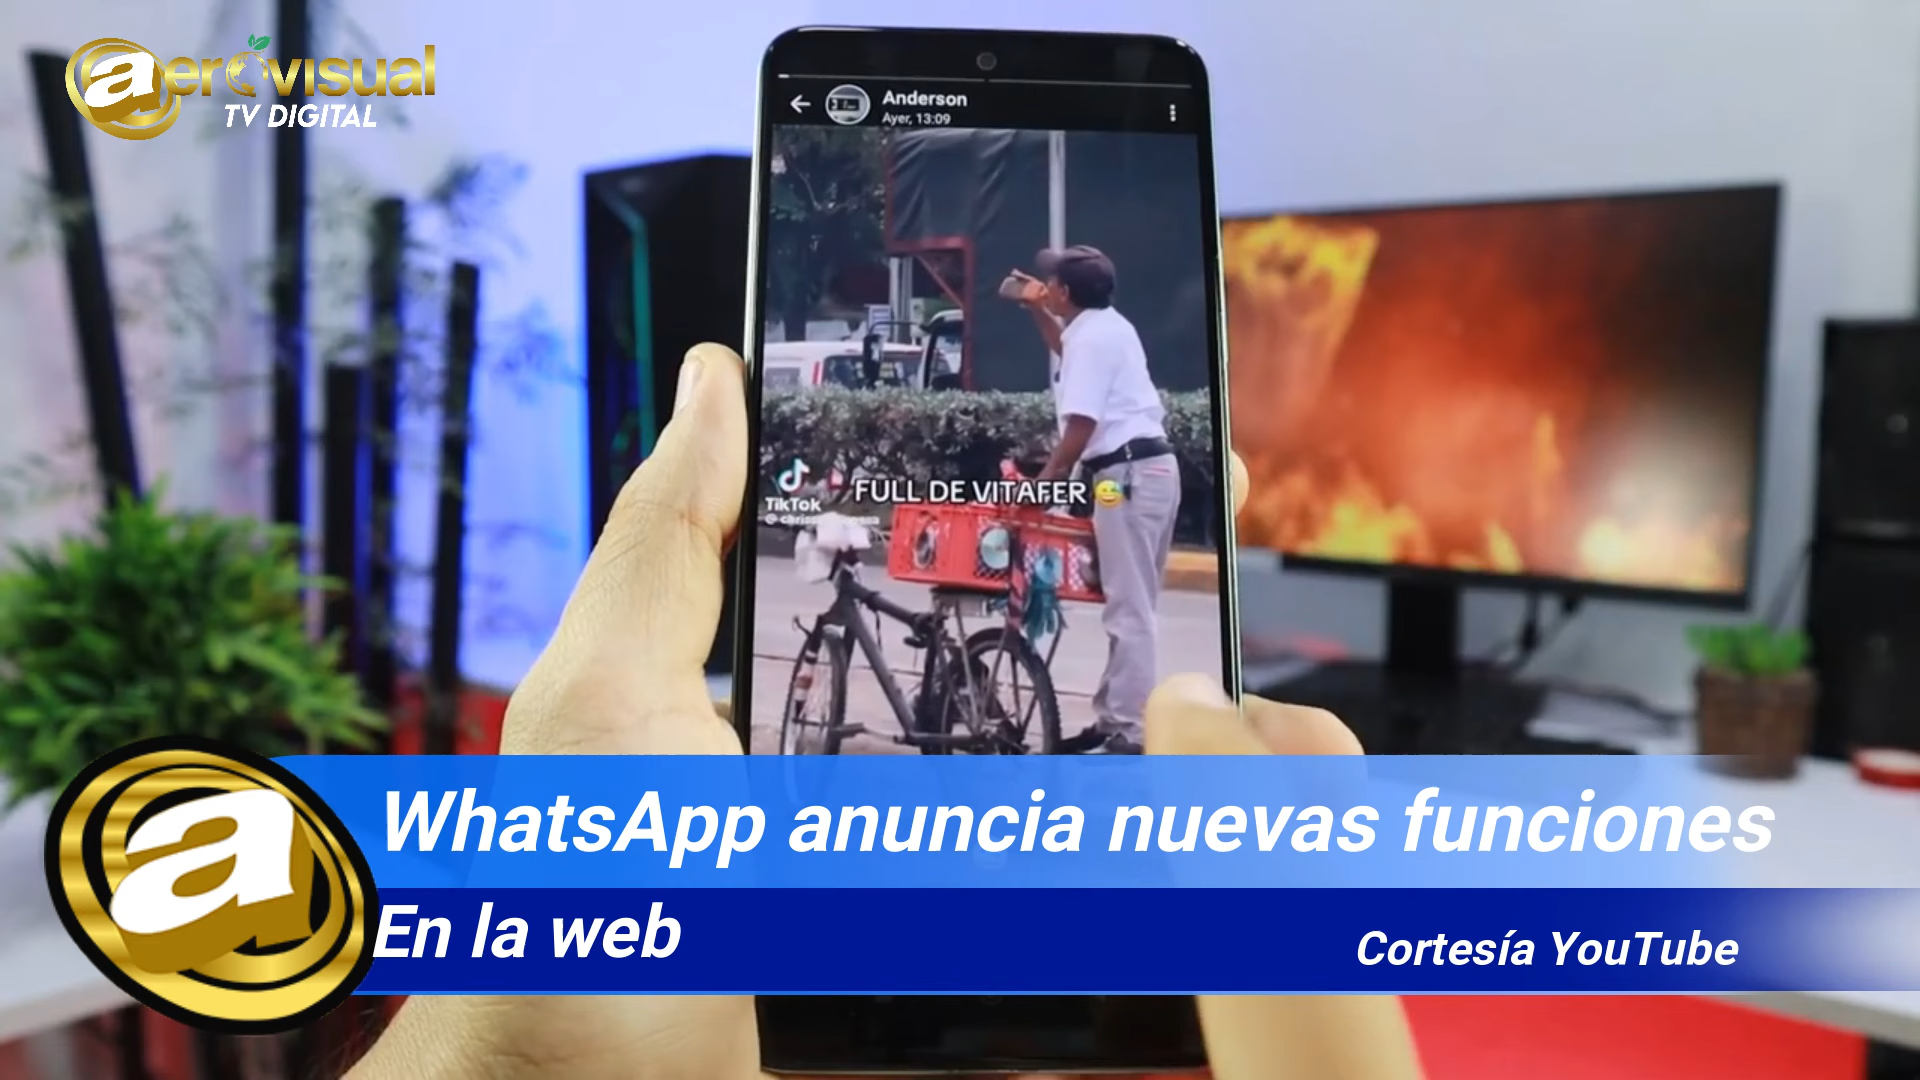 aerovisual
TV DIGITAL
Anderson
Ayer, 13:09
TikTok
FULL DE VITAFER 😅
a
WhatsApp anuncia nuevas funciones
En la web
Cortesía YouTube